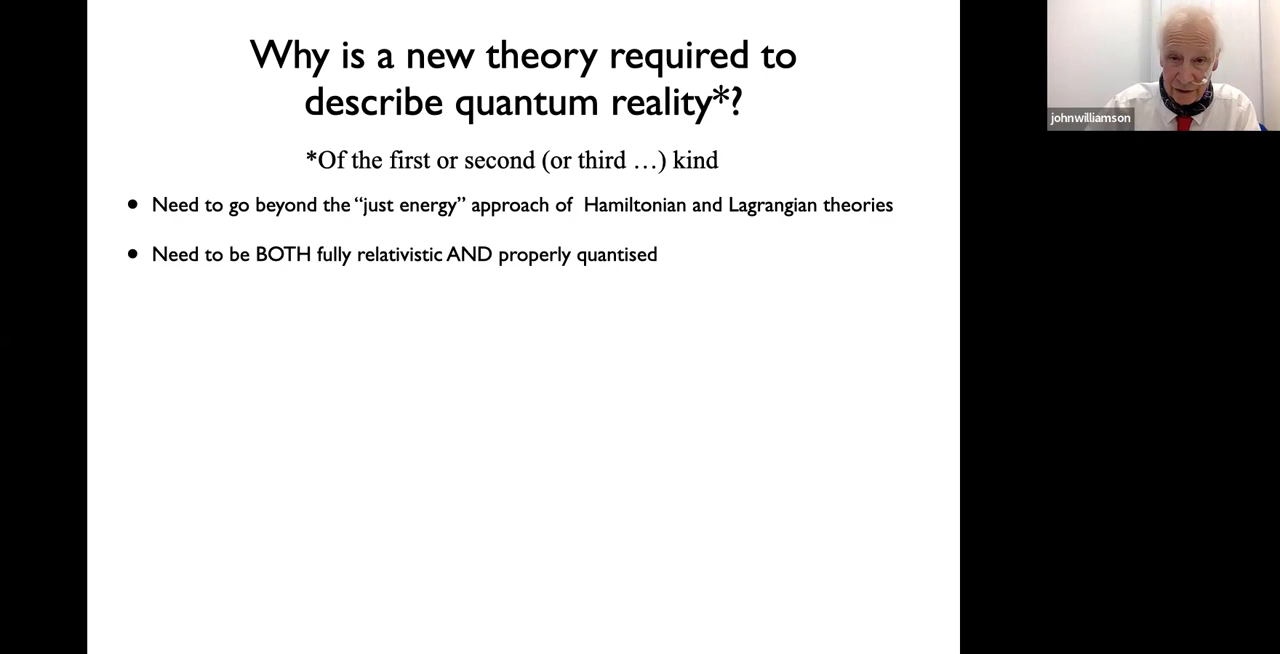 Why is a new theory required to
describe quantum reality*?
*Of the first or second (or third …) kind
• Need to go beyond the “just energy” approach of Hamiltonian and Lagrangian theories
• Need to be BOTH fully relativistic AND properly quantised
johnwilliamson